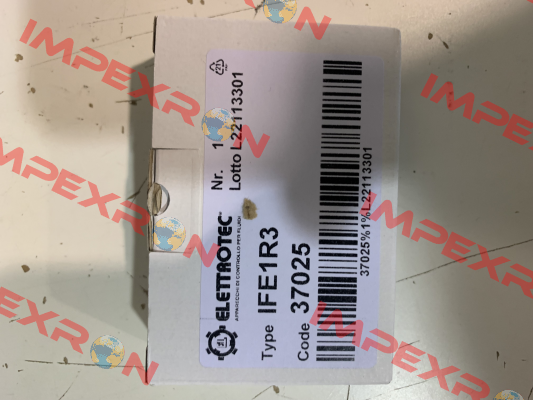 ELETTROTEC®
APPARECCHI DI CONTROLLO PER FLUIDI
Nr. 1
Lotto L22113301
Type IFE1R3
Code 37025
37025%1%L22113301
IMPEXRON
IMPEXRON
IMPEXRON
IMPEXRON
IMPEXRON
IMPEXRON